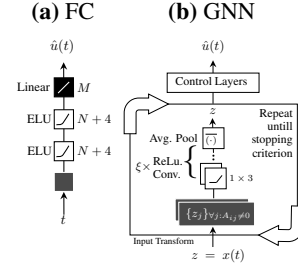 (a) FC
û(t)
Linear M
ELU N + 4
ELU N + 4
t
(b) GNN
û(t)
Control Layers
z
Repeat
untill
stopping
criterion
Avg. Pool (·)
ξ× ReLu.
Conv.
1 × 3
{z_j}∀j:A_ij≠0
Input Transform
z = x(t)